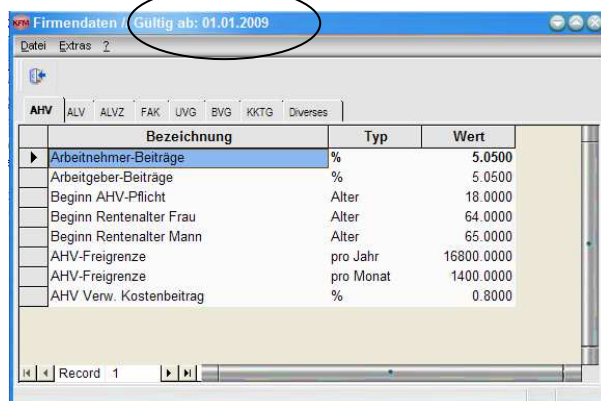 KFM Firmendaten // Gültig ab: 01.01.2009
Datei Extras ?
AHV ALV ALVZ FAK UVG BVG KKTG Diverses
Bezeichnung Typ Wert
Arbeitnehmer-Beiträge % 5.0500
Arbeitgeber-Beiträge % 5.0500
Beginn AHV-Pflicht Alter 18.0000
Beginn Rentenalter Frau Alter 64.0000
Beginn Rentenalter Mann Alter 65.0000
AHV-Freigrenze pro Jahr 16800.0000
AHV-Freigrenze pro Monat 1400.0000
AHV Verw. Kostenbeitrag % 0.8000
Record 1